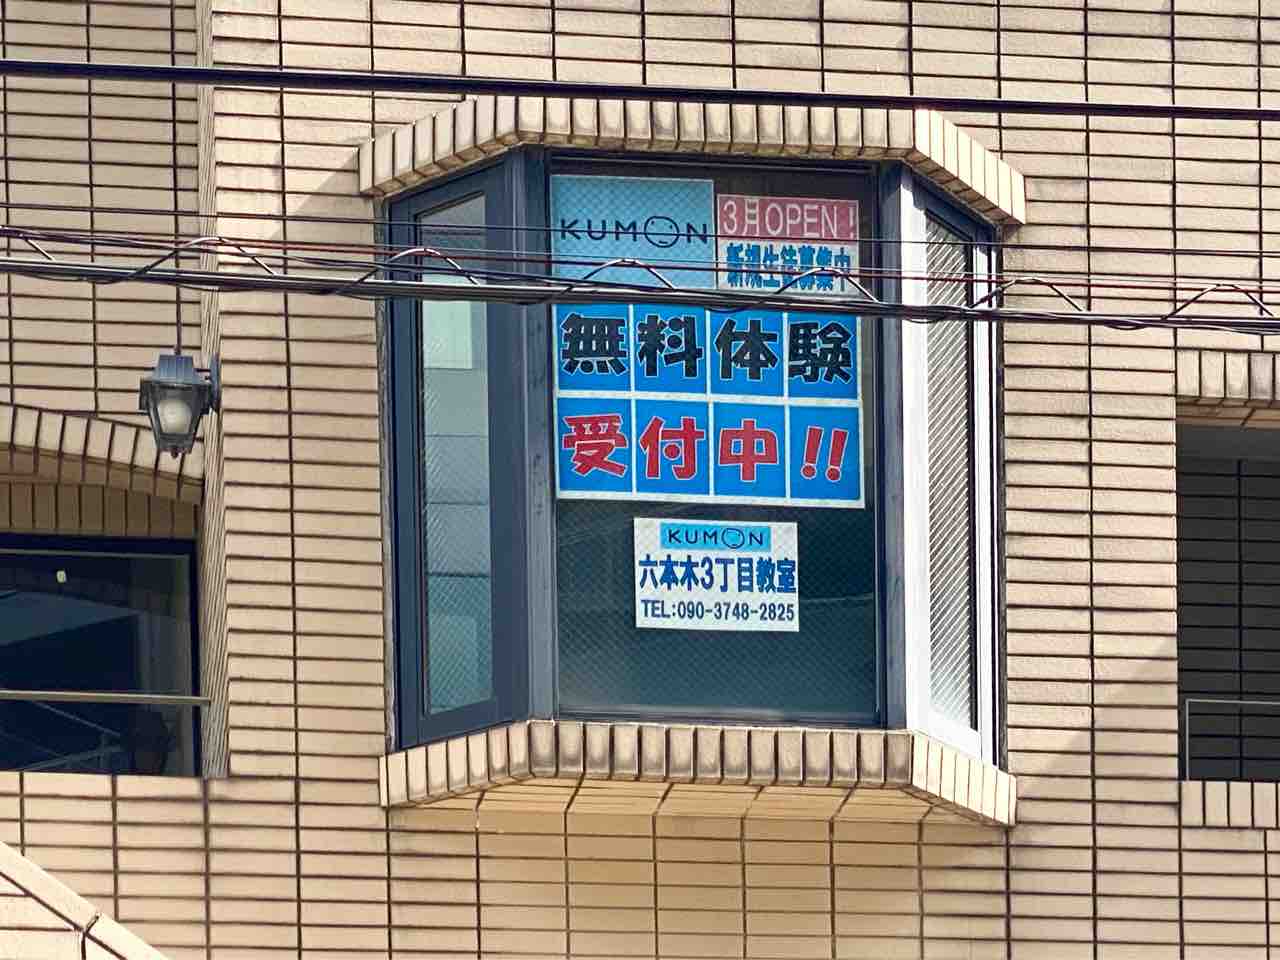 KUMON
3月OPEN!
新規生徒募集中
無料体験
受付中!!
KUMON
六本木3丁目教室
TEL:090-3748-2825